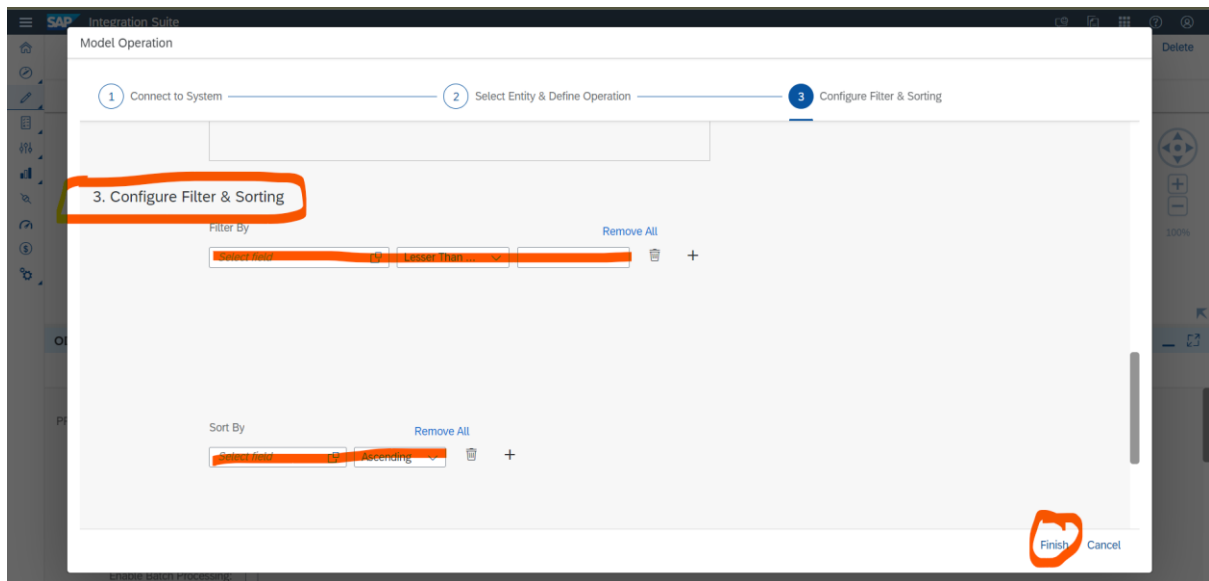 SAP Integration Suite
Model Operation
Delete
1 Connect to System
2 Select Entity & Define Operation
3 Configure Filter & Sorting
3. Configure Filter & Sorting
Filter By
Remove All
Select field
Lesser Than ...
100%
Sort By
Remove All
Select field
Ascending
Finish
Cancel
Enable Batch Processing: